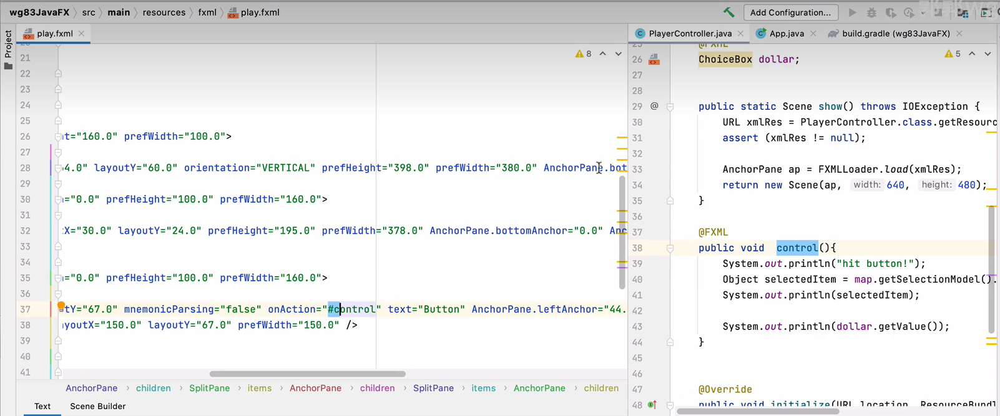 wg83JavaFX 〉 src 〉 main 〉 resources 〉 fxml 〉 play.fxml
Add Configuration...
Project
play.fxml
PlayerController.java
App.java
build.gradle (wg83JavaFX)
8
21
22
23
24
25
26 nt="160.0" prefWidth="100.0">
27
28 4.0" layoutY="60.0" orientation="VERTICAL" prefHeight="398.0" prefWidth="380.0" AnchorPane.bot
29
30 ="0.0" prefHeight="100.0" prefWidth="160.0">
31
32 tX="30.0" layoutY="24.0" prefHeight="195.0" prefWidth="378.0" AnchorPane.bottomAnchor="0.0" Anc
33
34
35 ="0.0" prefHeight="100.0" prefWidth="160.0">
36
37 tY="67.0" mnemonicParsing="false" onAction="#control" text="Button" AnchorPane.leftAnchor="44.
38 ayoutX="150.0" layoutY="67.0" prefWidth="150.0" />
39
40
41
AnchorPane › children › SplitPane › items › AnchorPane › children › SplitPane › items › AnchorPane › children
Text
Scene Builder
5
25 @FXML
26 ChoiceBox dollar;
27
28
29 @ public static Scene show() throws IOException {
30 URL xmlRes = PlayerController.class.getResourc
31 assert (xmlRes != null);
32
33 AnchorPane ap = FXMLLoader.load(xmlRes);
34 return new Scene(ap, width: 640, height: 480);
35 }
36
37 @FXML
38 public void control(){
39 System.out.println("hit button!");
40 Object selectedItem = map.getSelectionModel().
41 System.out.println(selectedItem);
42
43 System.out.println(dollar.getValue());
44 }
45
46
47 @Override
48 public void initialize(URL location, ResourceBundl